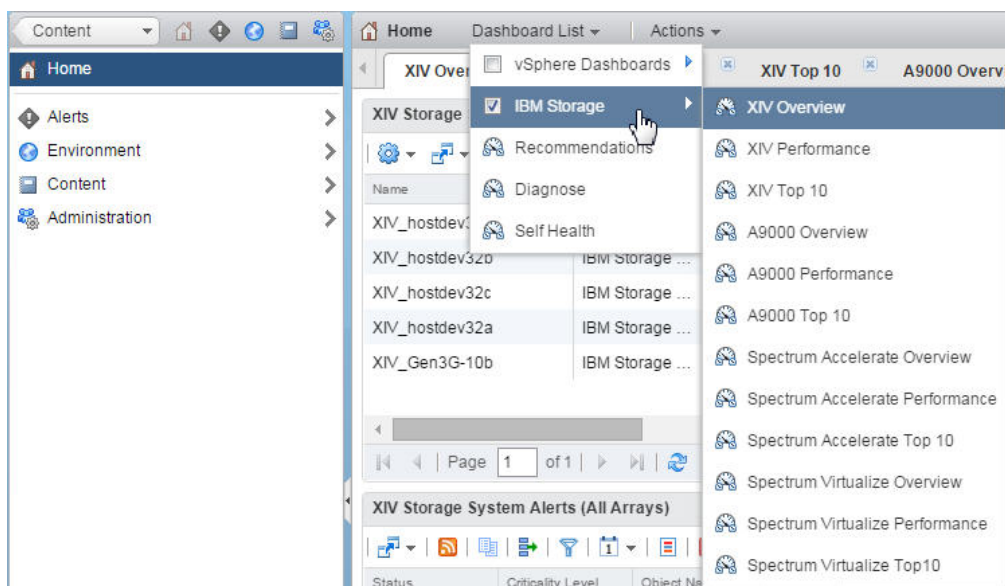 Content
Home
Dashboard List
Actions
Home
Alerts
Environment
Content
Administration
XIV Over
XIV Top 10
A9000 Overv
vSphere Dashboards
IBM Storage
Recommendations
Diagnose
Self Health
XIV Overview
XIV Performance
XIV Top 10
A9000 Overview
A9000 Performance
A9000 Top 10
Spectrum Accelerate Overview
Spectrum Accelerate Performance
Spectrum Accelerate Top 10
Spectrum Virtualize Overview
Spectrum Virtualize Performance
Spectrum Virtualize Top10
XIV Storage
Name
XIV_hostdev3
XIV_hostdev32b IBM Storage ...
XIV_hostdev32c IBM Storage ...
XIV_hostdev32a IBM Storage ...
XIV_Gen3G-10b IBM Storage ...
Page 1 of 1
XIV Storage System Alerts (All Arrays)
1
Status Criticality Level Object Na